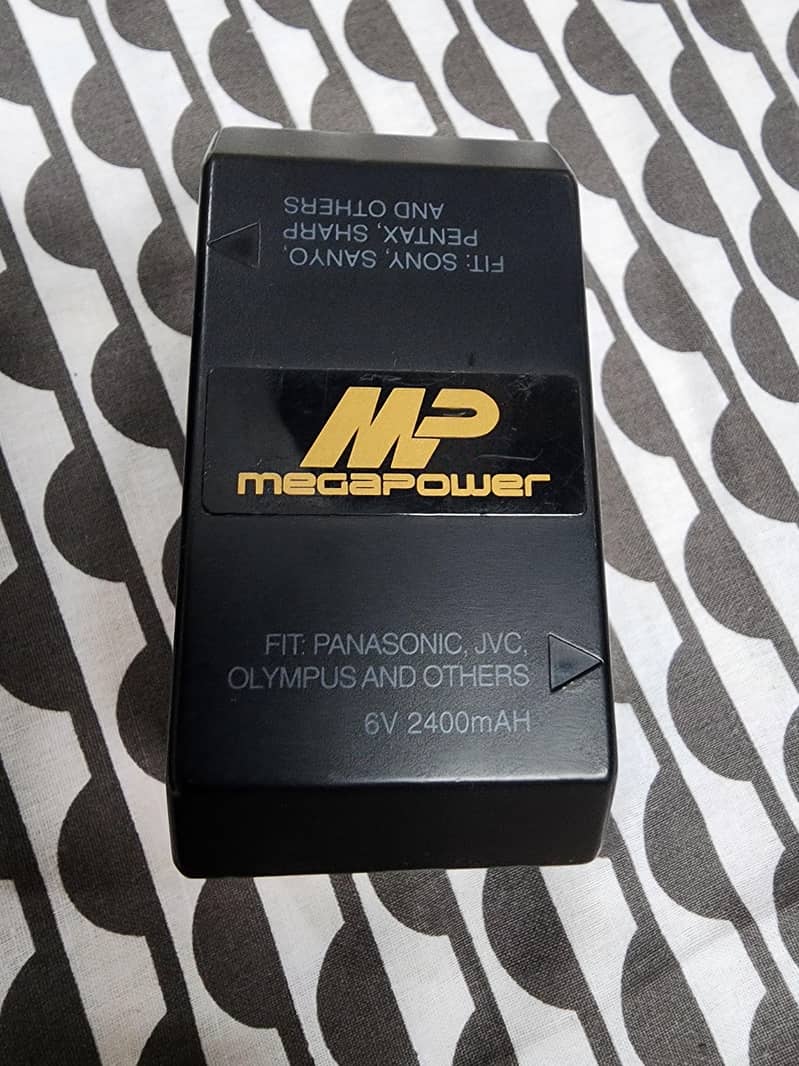 FIT: SONY, SANYO,
PENTAX, SHARP
AND OTHERS
MP
MEGAPOWER
FIT: PANASONIC, JVC,
OLYMPUS AND OTHERS
6V 2400mAH